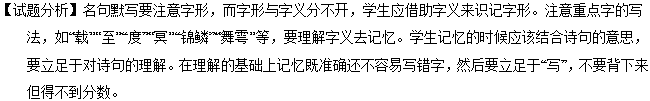 【试题分析】名句默写要注意字形，而字形与字义分不开，学生应借助字义来识记字形。注意重点字的写
法，如“载”“至”“度”“冥”“锦鳞”“舞雩”等，要理解字义去记忆。学生记忆的时候应该结合诗句的意思，
要立足于对诗句的理解。在理解的基础上记忆既准确还不容易写错字，然后要立足于“写”，不要背下来
但得不到分数。